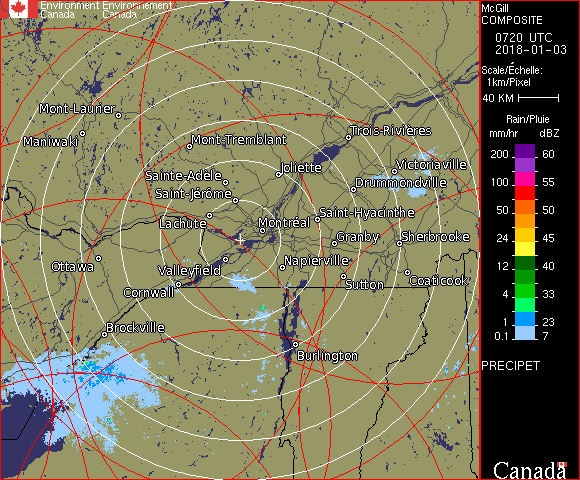 Environment Environnement
Canada Canada
McGill
COMPOSITE
0720 UTC
2018-01-03
Scale/Échelle:
1km/Pixel
40 KM
Rain/Pluie
mm/hr dBZ
200 60
100 55
50 50
24 45
12 40
4 33
1 23
0.1 7
PRECIPET
Canada
Mont-Laurier
Maniwaki
Mont-Tremblant
Trois-Rivières
Joliette
Victoriaville
Sainte-Adèle
Drummondville
Saint-Jérôme
Lachute
Saint-Hyacinthe
Montréal
Granby
Sherbrooke
Ottawa
Valleyfield
Napierville
Cornwall
Sutton
Coaticook
Brockville
Burlington